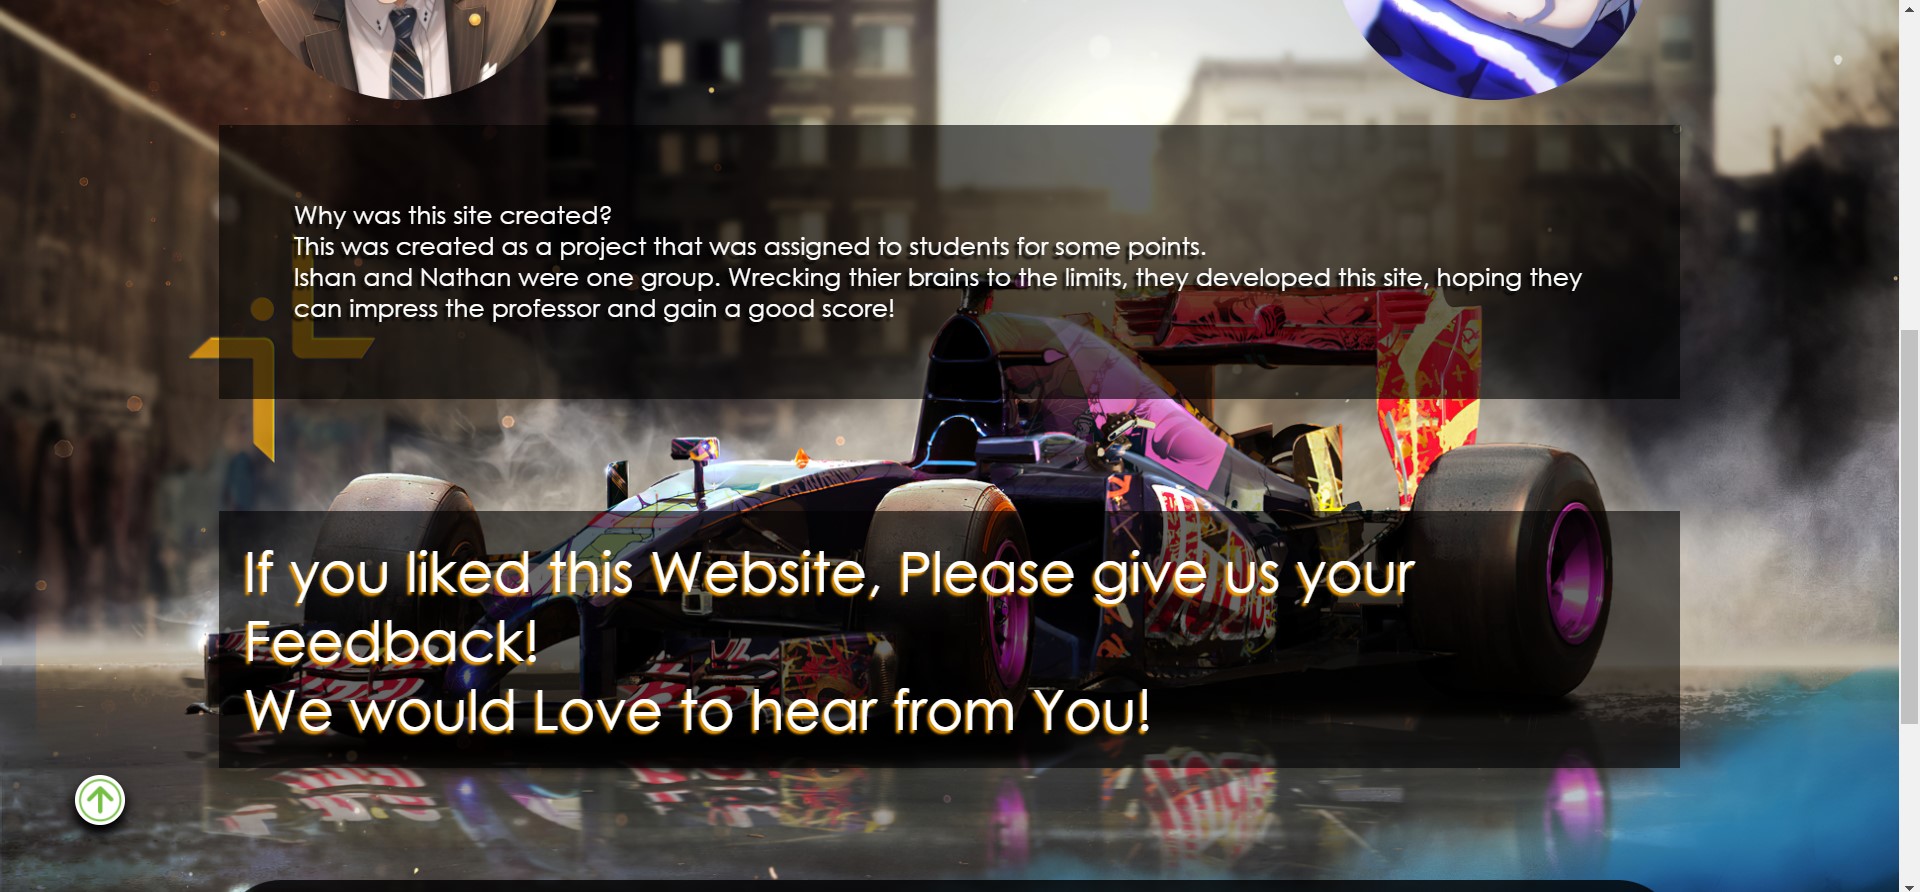 Why was this site created?
This was created as a project that was assigned to students for some points.
Ishan and Nathan were one group. Wrecking thier brains to the limits, they developed this site, hoping they
can impress the professor and gain a good score!
If you liked this Website, Please give us your
Feedback!
We would Love to hear from You!